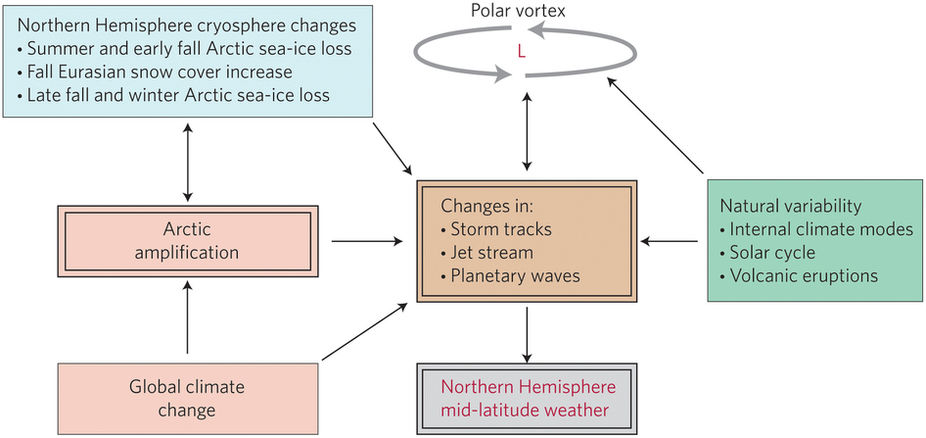 Northern Hemisphere cryosphere changes
• Summer and early fall Arctic sea-ice loss
• Fall Eurasian snow cover increase
• Late fall and winter Arctic sea-ice loss
Polar vortex
L
Arctic
amplification
Changes in:
• Storm tracks
• Jet stream
• Planetary waves
Natural variability
• Internal climate modes
• Solar cycle
• Volcanic eruptions
Global climate
change
Northern Hemisphere
mid-latitude weather